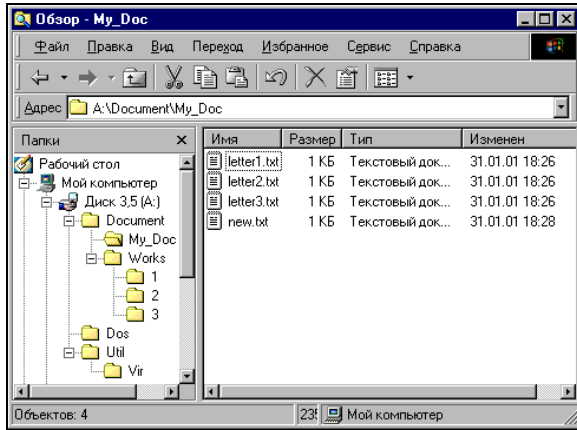 Обзор - My_Doc
Файл Правка Вид Переход Избранное Сервис Справка
Адрес A:\Document\My_Doc
Папки
Рабочий стол
Мой компьютер
Диск 3,5 (A:)
Document
My_Doc
Works
1
2
3
Dos
Util
Vir
Имя Размер Тип Изменен
letter1.txt 1 КБ Текстовый док... 31.01.01 18:26
letter2.txt 1 КБ Текстовый док... 31.01.01 18:26
letter3.txt 1 КБ Текстовый док... 31.01.01 18:26
new.txt 1 КБ Текстовый док... 31.01.01 18:28
Объектов: 4 Мой компьютер